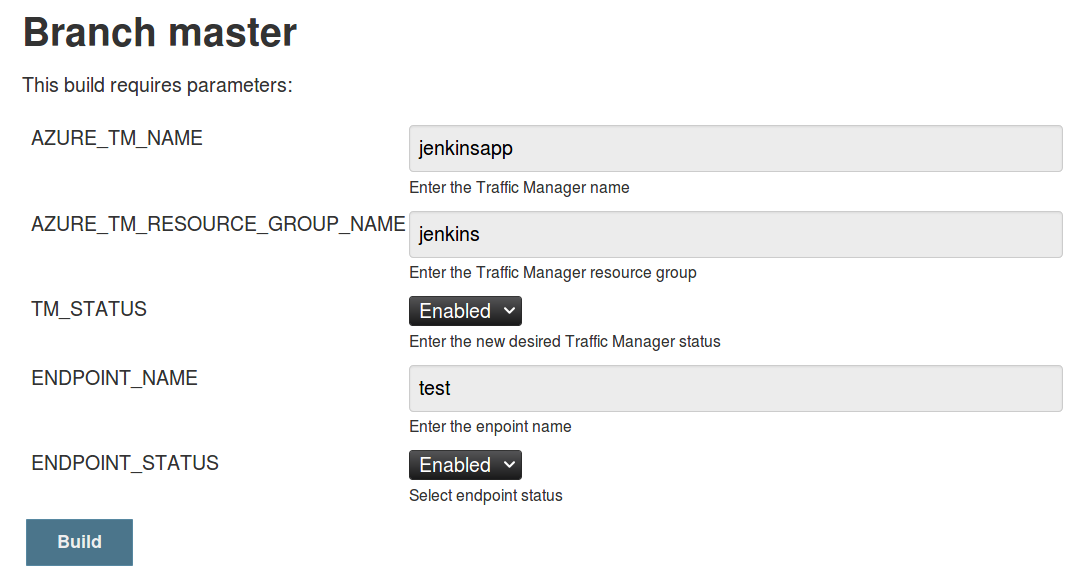 Branch master
This build requires parameters:
AZURE_TM_NAME
jenkinsapp
Enter the Traffic Manager name
AZURE_TM_RESOURCE_GROUP_NAME
jenkins
Enter the Traffic Manager resource group
TM_STATUS
Enabled
Enter the new desired Traffic Manager status
ENDPOINT_NAME
test
Enter the enpoint name
ENDPOINT_STATUS
Enabled
Select endpoint status
Build